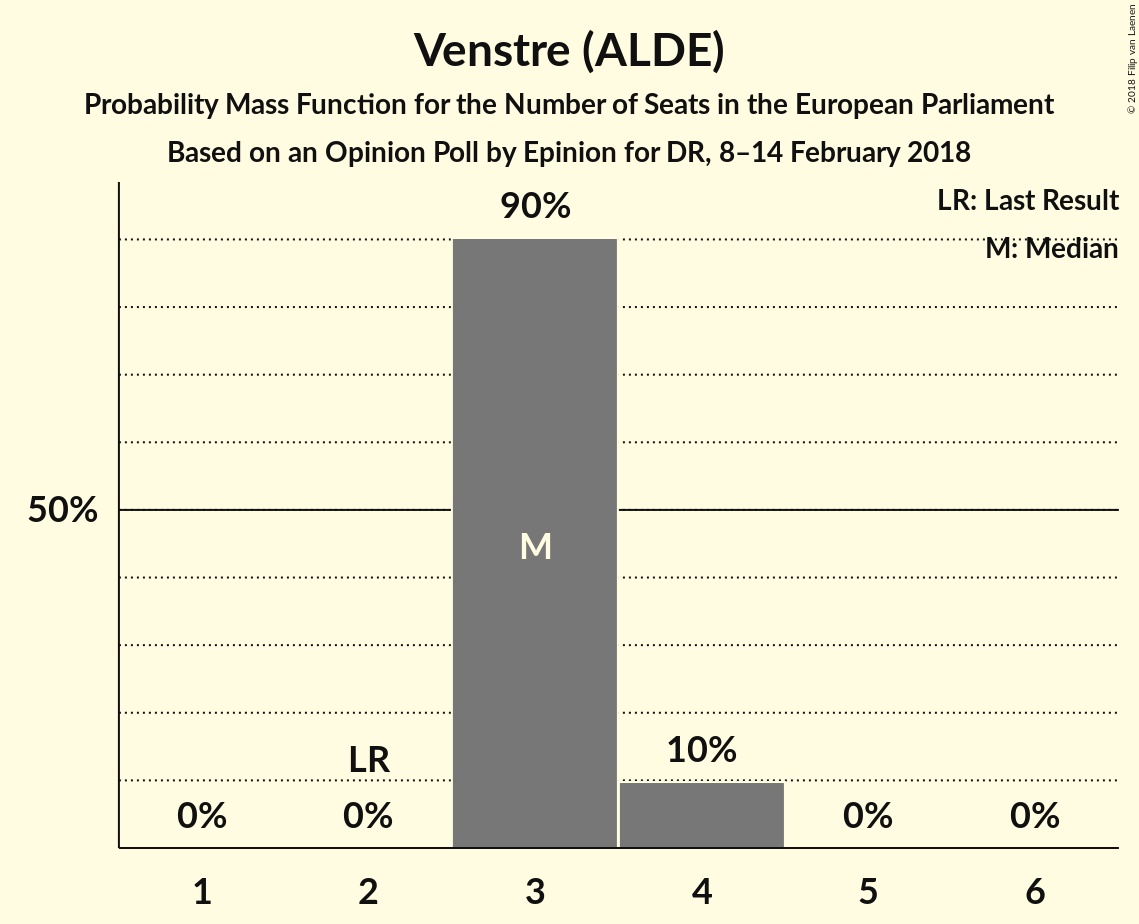 Venstre (ALDE)
Probability Mass Function for the Number of Seats in the European Parliament
Based on an Opinion Poll by Epinion for DR, 8–14 February 2018
© 2018 Filip van Laenen
LR: Last Result
M: Median
90%
50%
M
LR
10%
0%
0%
0%
0%
1
2
3
4
5
6